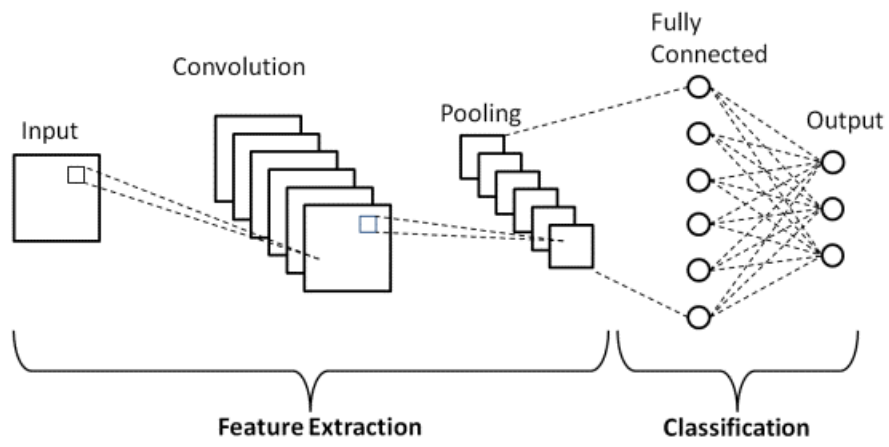 Input
Convolution
Pooling
Fully
Connected
Output
Feature Extraction
Classification